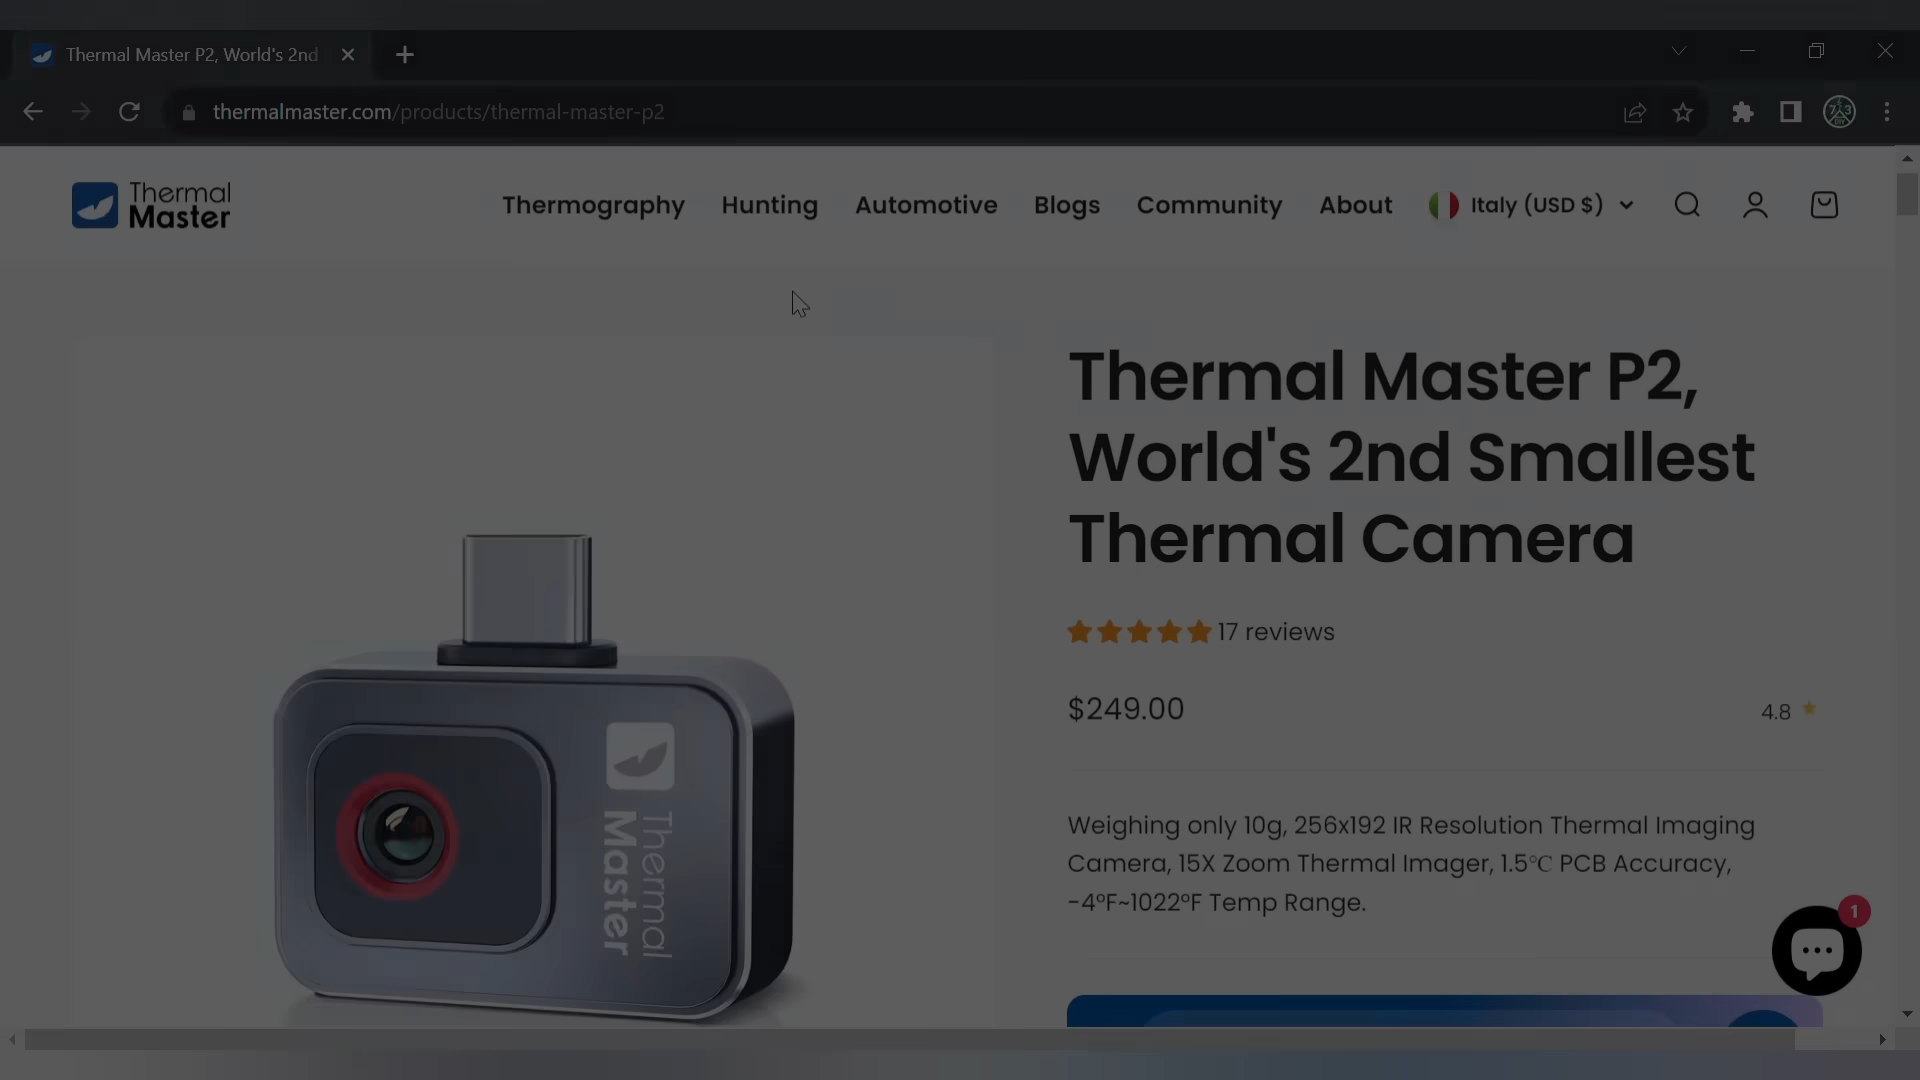 Thermal Master P2, World's 2nd
thermalmaster.com/products/thermal-master-p2
Thermal
Master
Thermography Hunting Automotive Blogs Community About Italy (USD $)
Thermal Master P2,
World's 2nd Smallest
Thermal Camera
17 reviews
$249.00
4.8
Weighing only 10g, 256x192 IR Resolution Thermal Imaging
Camera, 15X Zoom Thermal Imager, 1.5℃ PCB Accuracy,
-4°F~1022°F Temp Range.
1
Thermal
Master